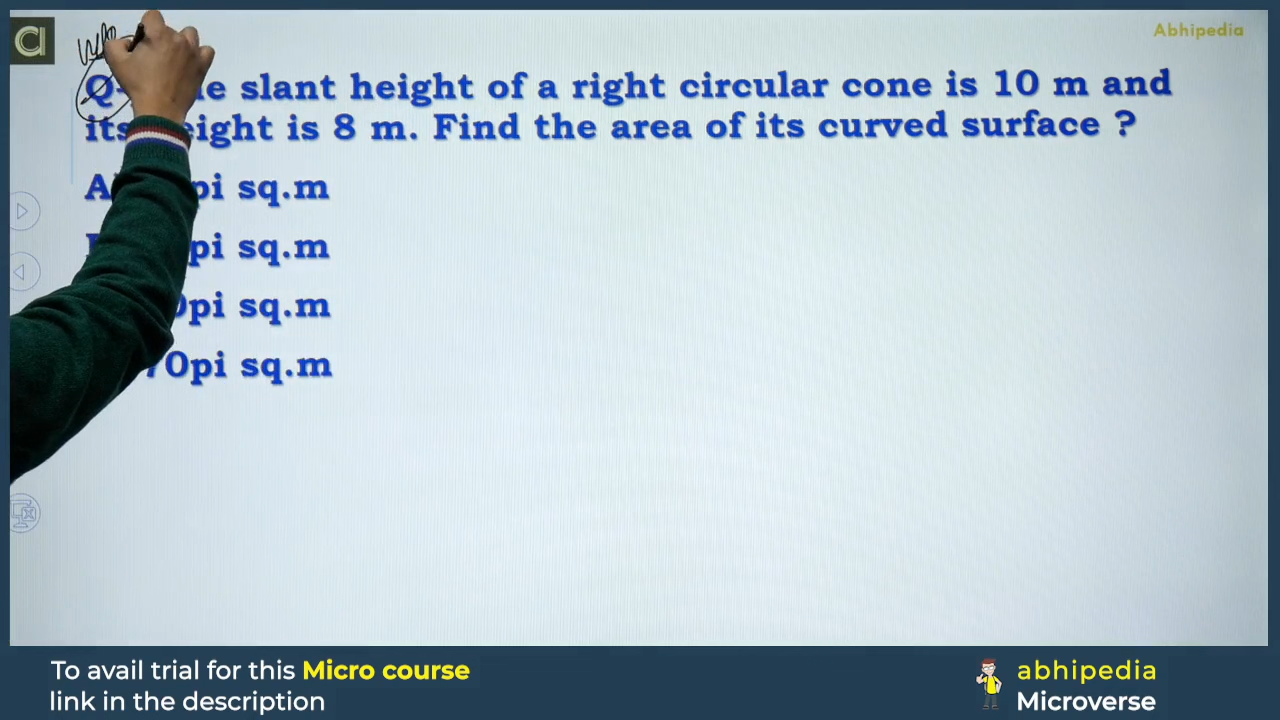 Abhipedia
slant height of a right circular cone is 10 m and
its height is 8 m. Find the area of its curved surface ?
pi sq.m
pi sq.m
0pi sq.m
70pi sq.m
To avail trial for this Micro course
link in the description
abhipedia
Microverse